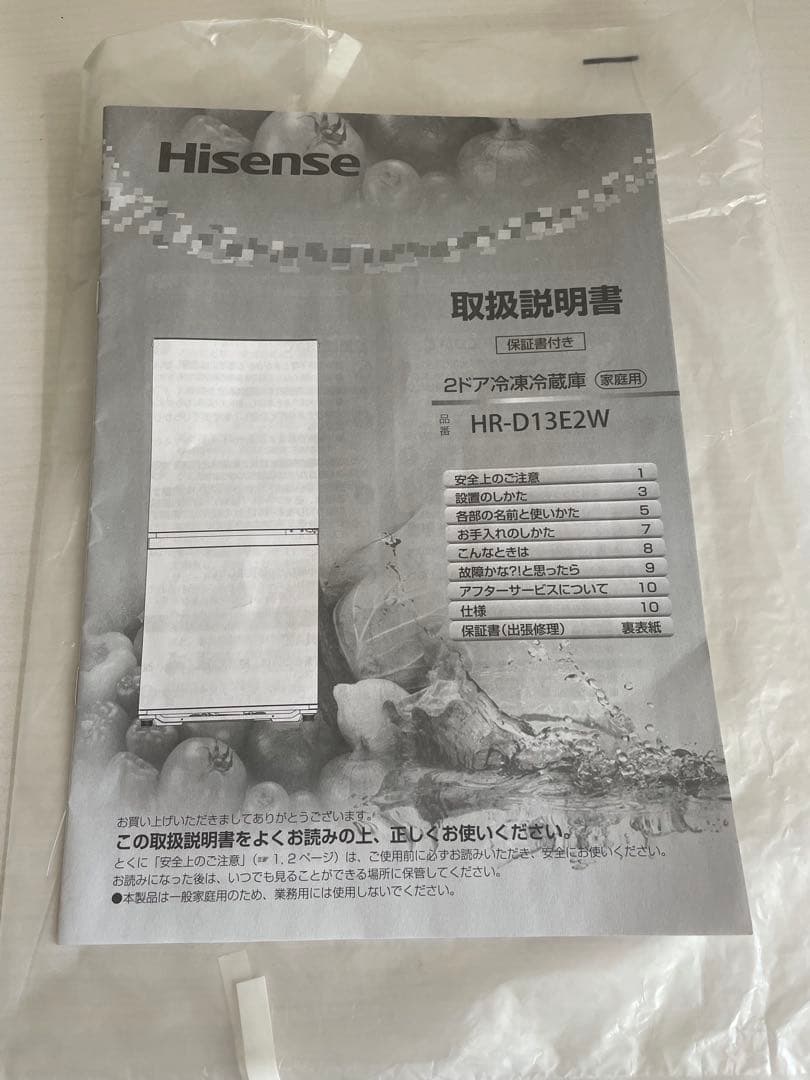 Hisense
取扱説明書
保証書付き
2ドア冷凍冷蔵庫 家庭用
品番 HR-D13E2W
安全上のご注意 1
設置のしかた 3
各部の名前と使いかた 5
お手入れのしかた 7
こんなときは 8
故障かな?!と思ったら 9
アフターサービスについて 10
仕様 10
保証書(出張修理) 裏表紙
お買い上げいただきましてありがとうございます。
この取扱説明書をよくお読みの上、正しくお使いください。
とくに「安全上のご注意」(☞1, 2ページ)は、ご使用前に必ずお読みいただき、安全にお使いください。
お読みになった後は、いつでも見ることができる場所に保管してください。
●本製品は一般家庭用のため、業務用には使用しないでください。